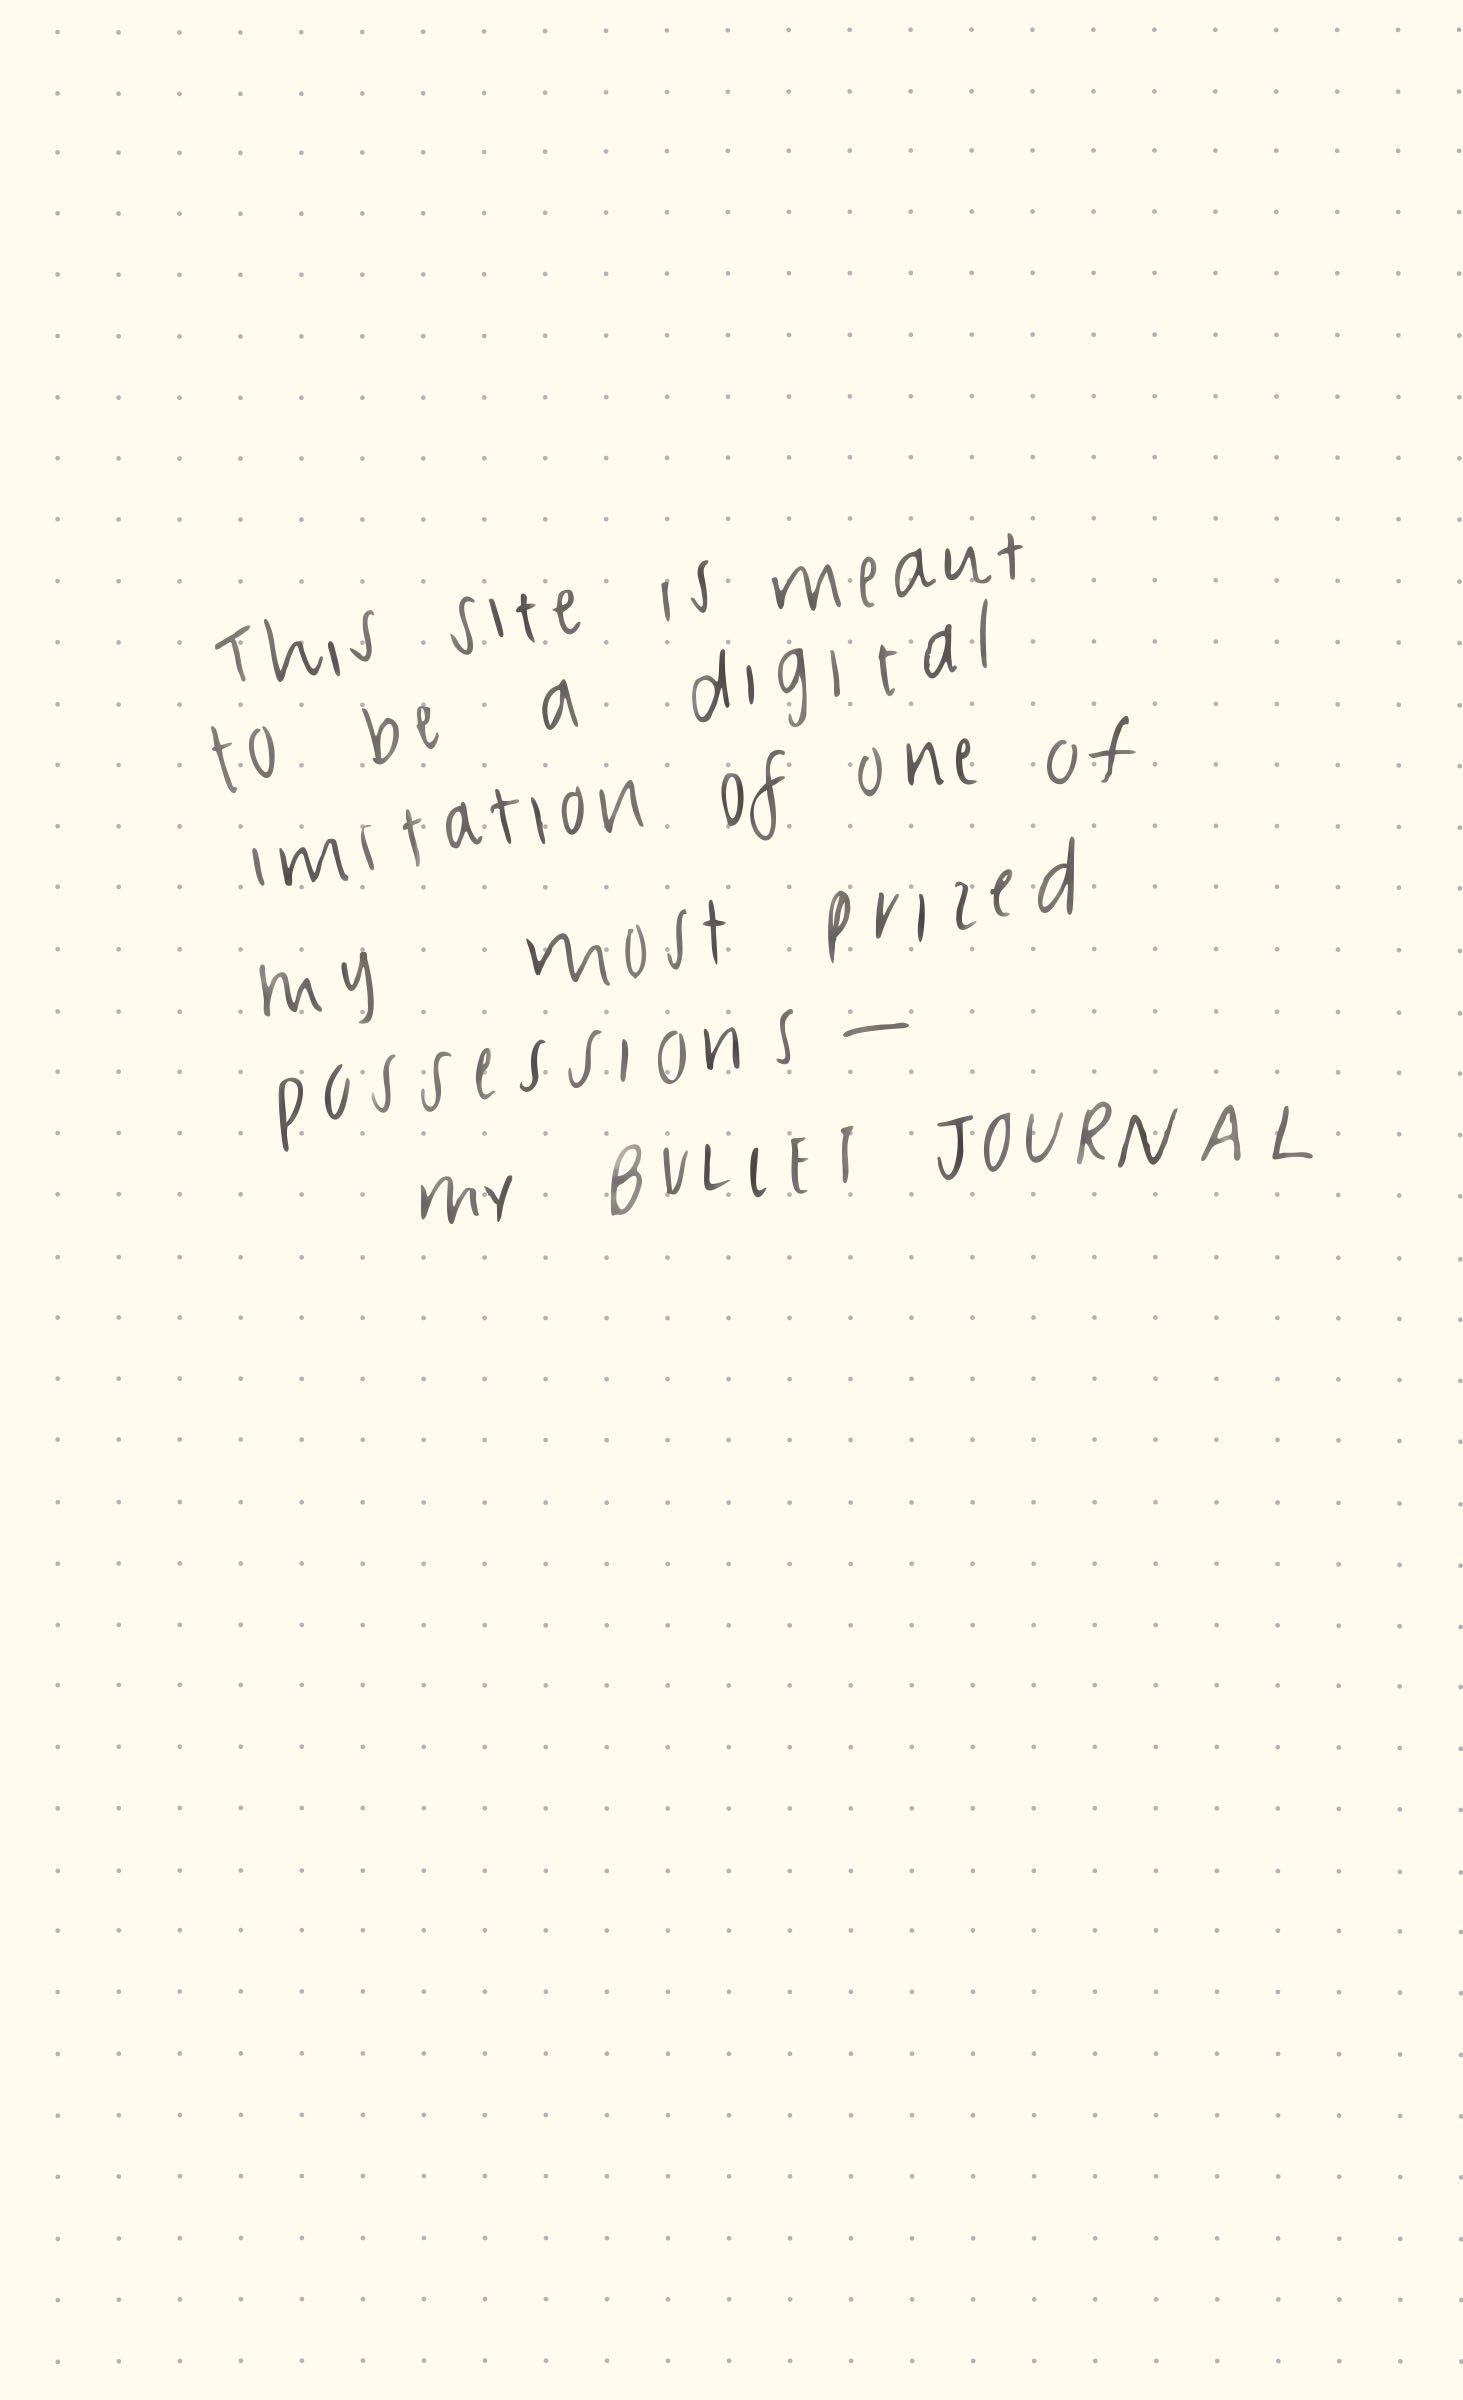 This site is meant
to be a digital
imitation of one of
my most prized
possessions —
my BULLET JOURNAL